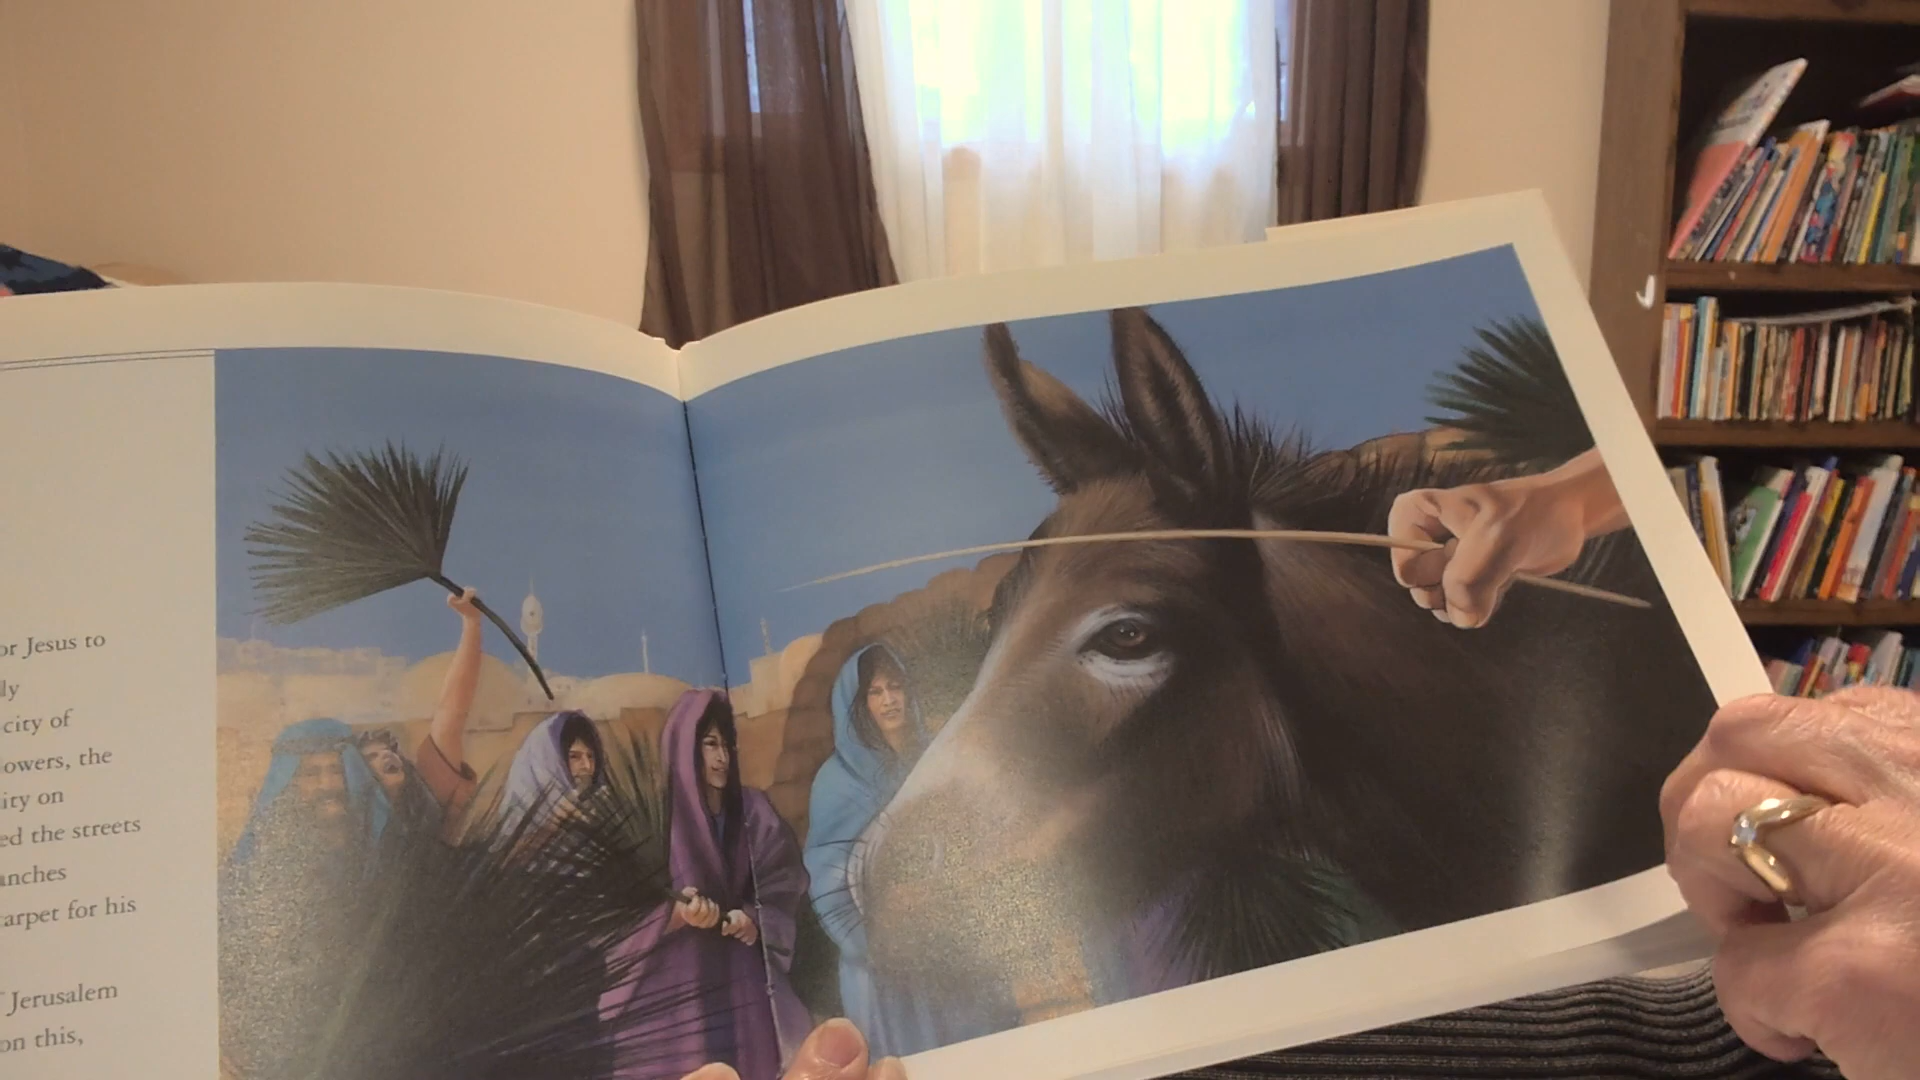 or Jesus to
ly
city of
owers, the
ity on
ed the streets
anches
arpet for his
Jerusalem
on this,